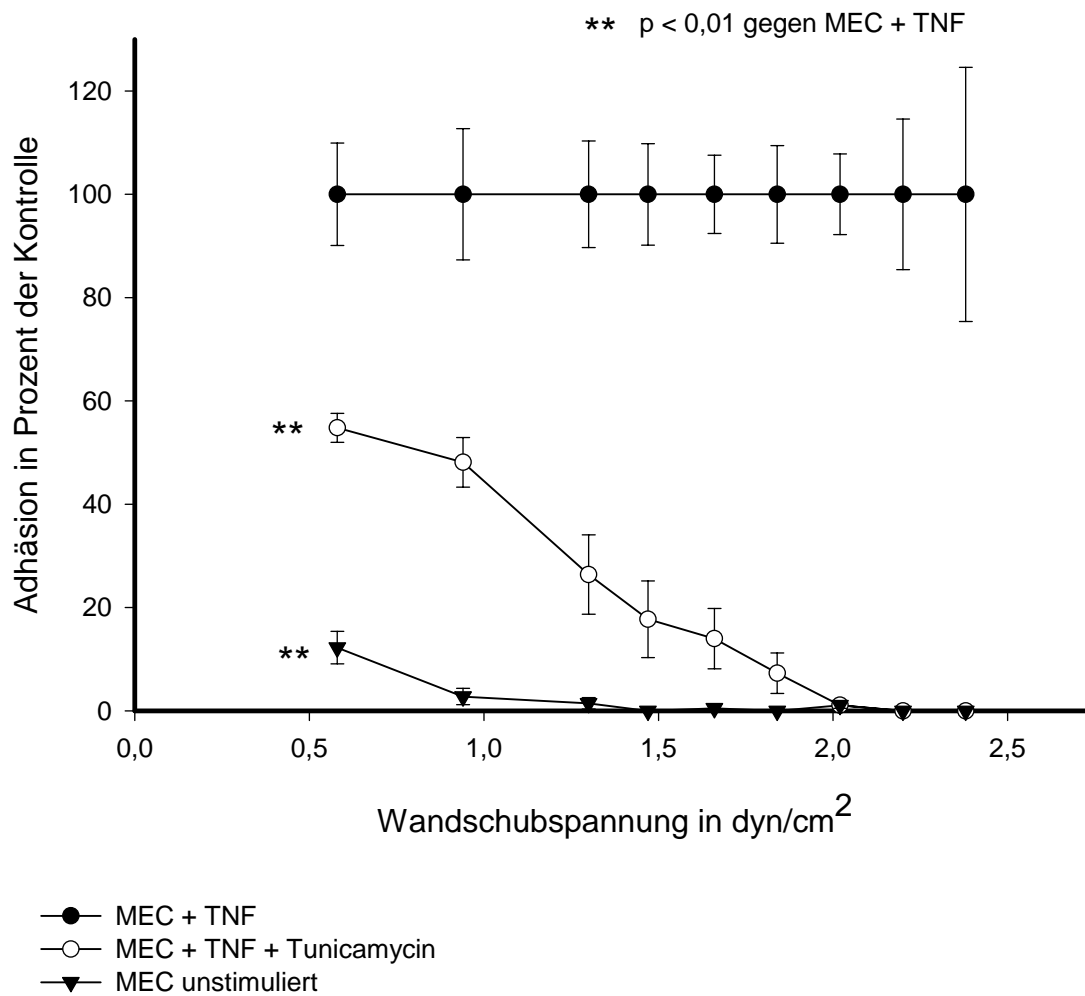 ** p < 0,01 gegen MEC + TNF
Adhäsion in Prozent der Kontrolle
120
100
80
60
40
20
0
**
**
0,0 0,5 1,0 1,5 2,0 2,5
Wandschubspannung in dyn/cm²
MEC + TNF
MEC + TNF + Tunicamycin
MEC unstimuliert